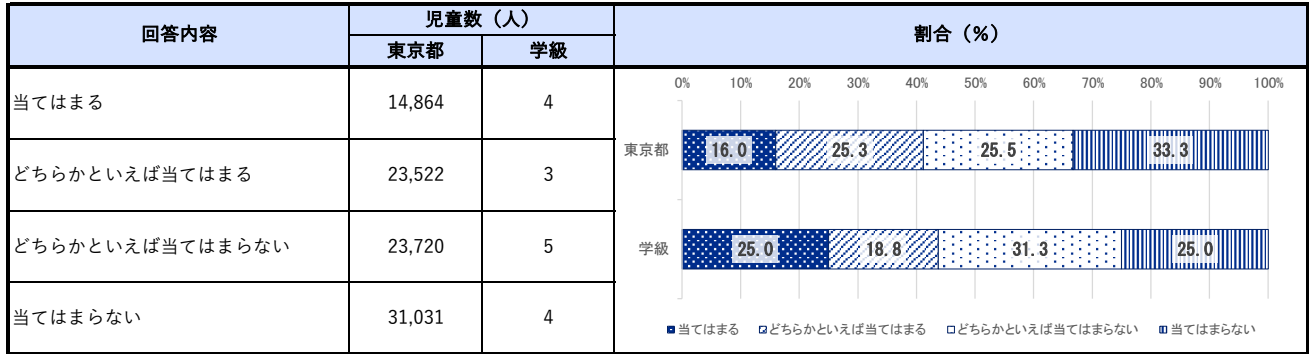 回答内容
児童数（人）
割合（%）
東京都
学級
当てはまる
14,864
4
どちらかといえば当てはまる
23,522
3
どちらかといえば当てはまらない
23,720
5
当てはまらない
31,031
4
0% 10% 20% 30% 40% 50% 60% 70% 80% 90% 100%
東京都 16.0 25.3 25.5 33.3
学級 25.0 18.8 31.3 25.0
当てはまる どちらかといえば当てはまる どちらかといえば当てはまらない 当てはまらない